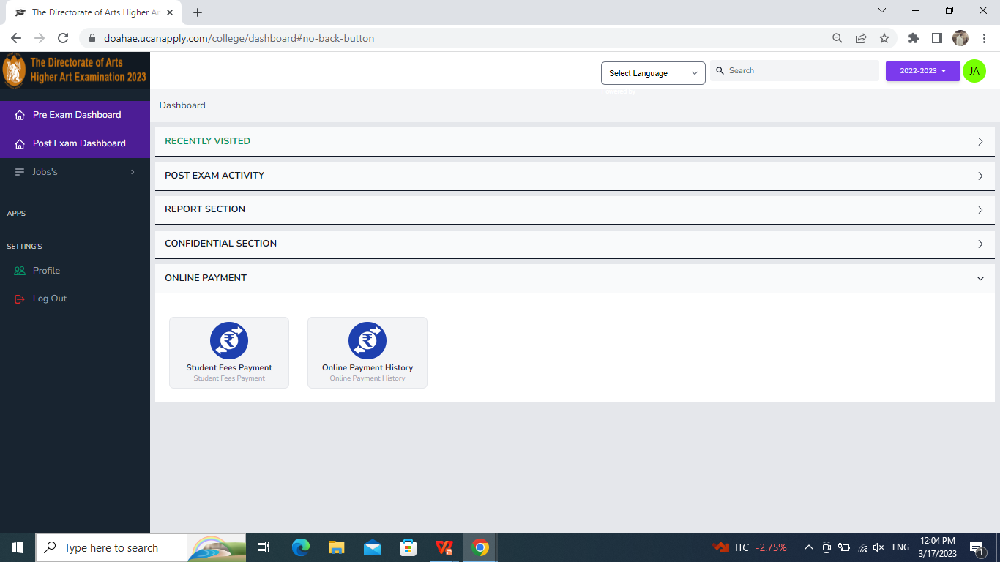 The Directorate of Arts Higher Ar
doahae.ucanapply.com/college/dashboard#no-back-button
The Directorate of Arts
Higher Art Examination 2023
Select Language
Search
2022-2023
JA
Powered by
Pre Exam Dashboard
Post Exam Dashboard
Jobs's
APPS
SETTING'S
Profile
Log Out
Dashboard
RECENTLY VISITED
POST EXAM ACTIVITY
REPORT SECTION
CONFIDENTIAL SECTION
ONLINE PAYMENT
Student Fees Payment
Student Fees Payment
Online Payment History
Online Payment History
Type here to search
ITC -2.75%
ENG
12:04 PM
3/17/2023
1